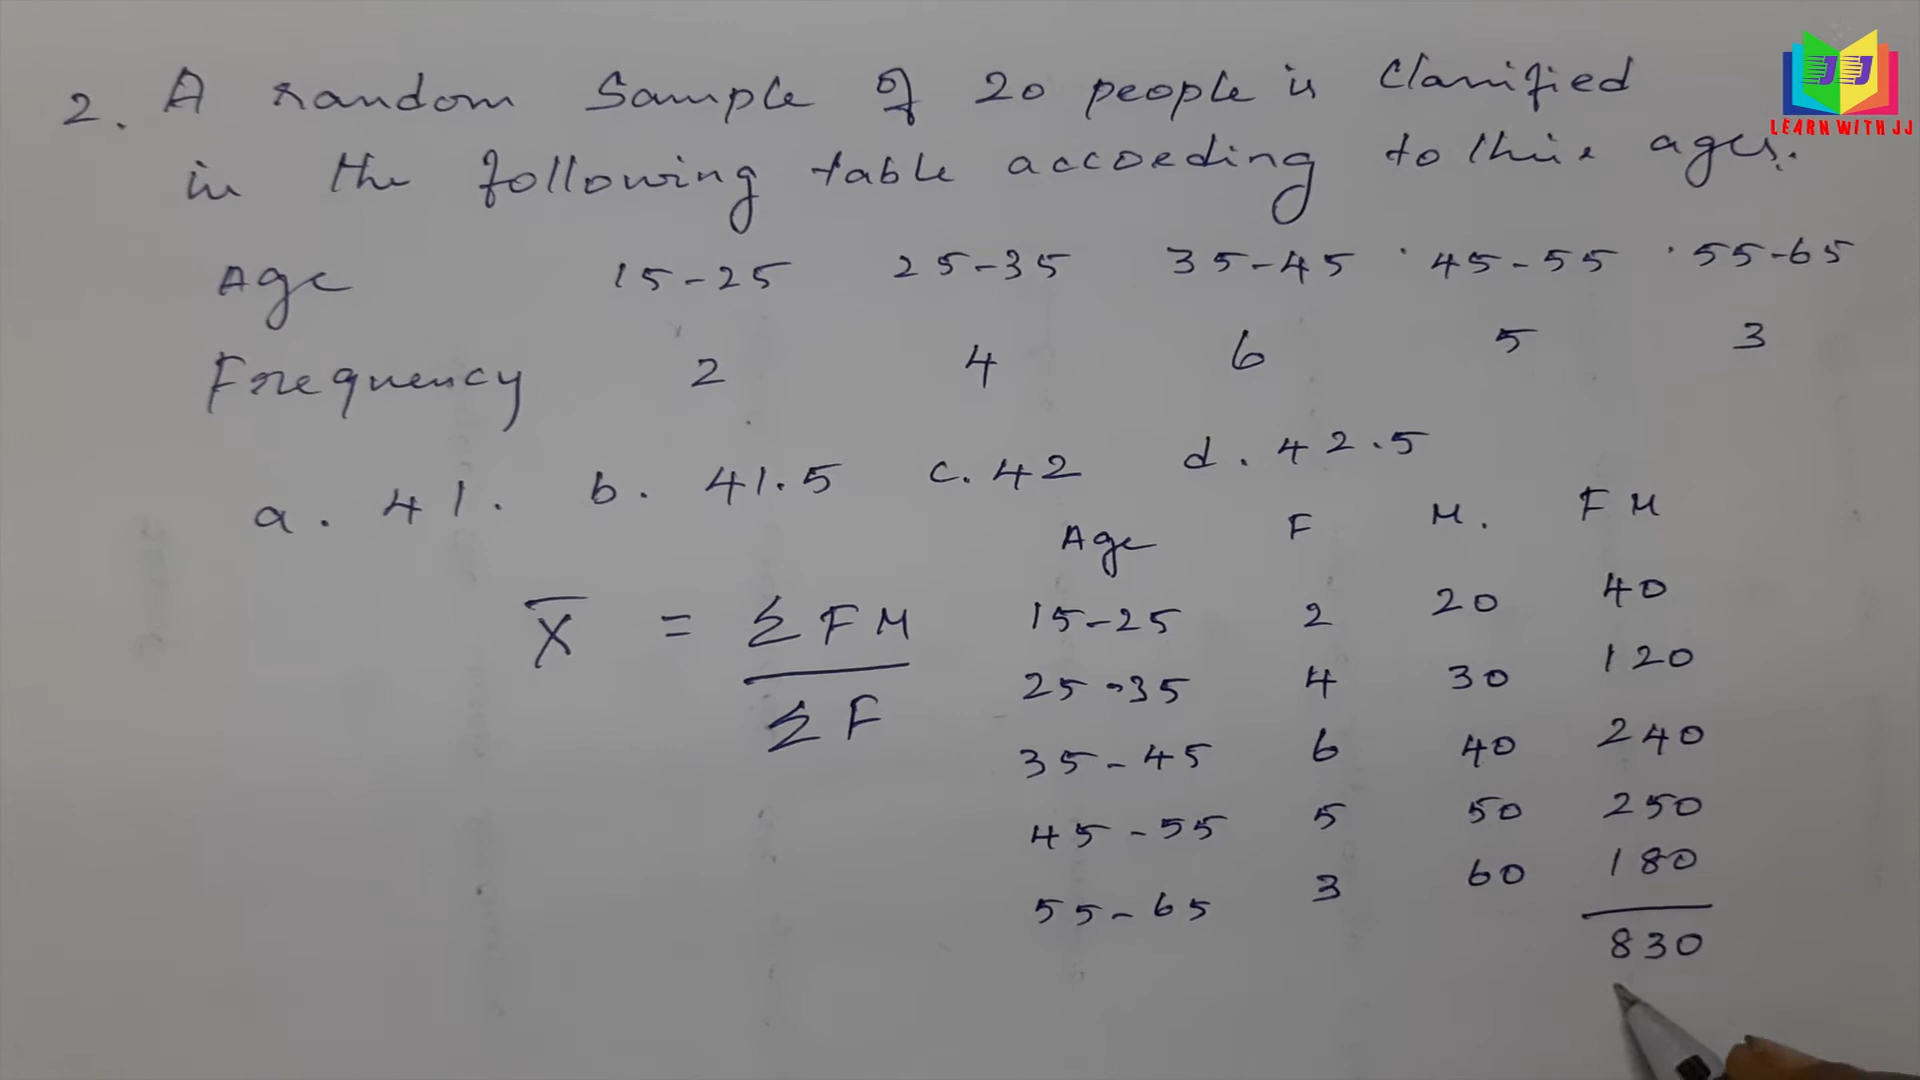 2. A random Sample of 20 people is classified
in the following table according to their ages.
Age 15-25 25-35 35-45 45-55 55-65
Frequency 2 4 6 5 3
a. 41. b. 41.5 c. 42 d. 42.5
X̄ = ΣFM / ΣF
Age F M. FM
15-25 2 20 40
25-35 4 30 120
35-45 6 40 240
45-55 5 50 250
55-65 3 60 180
830
JJ
LEARN WITH JJ